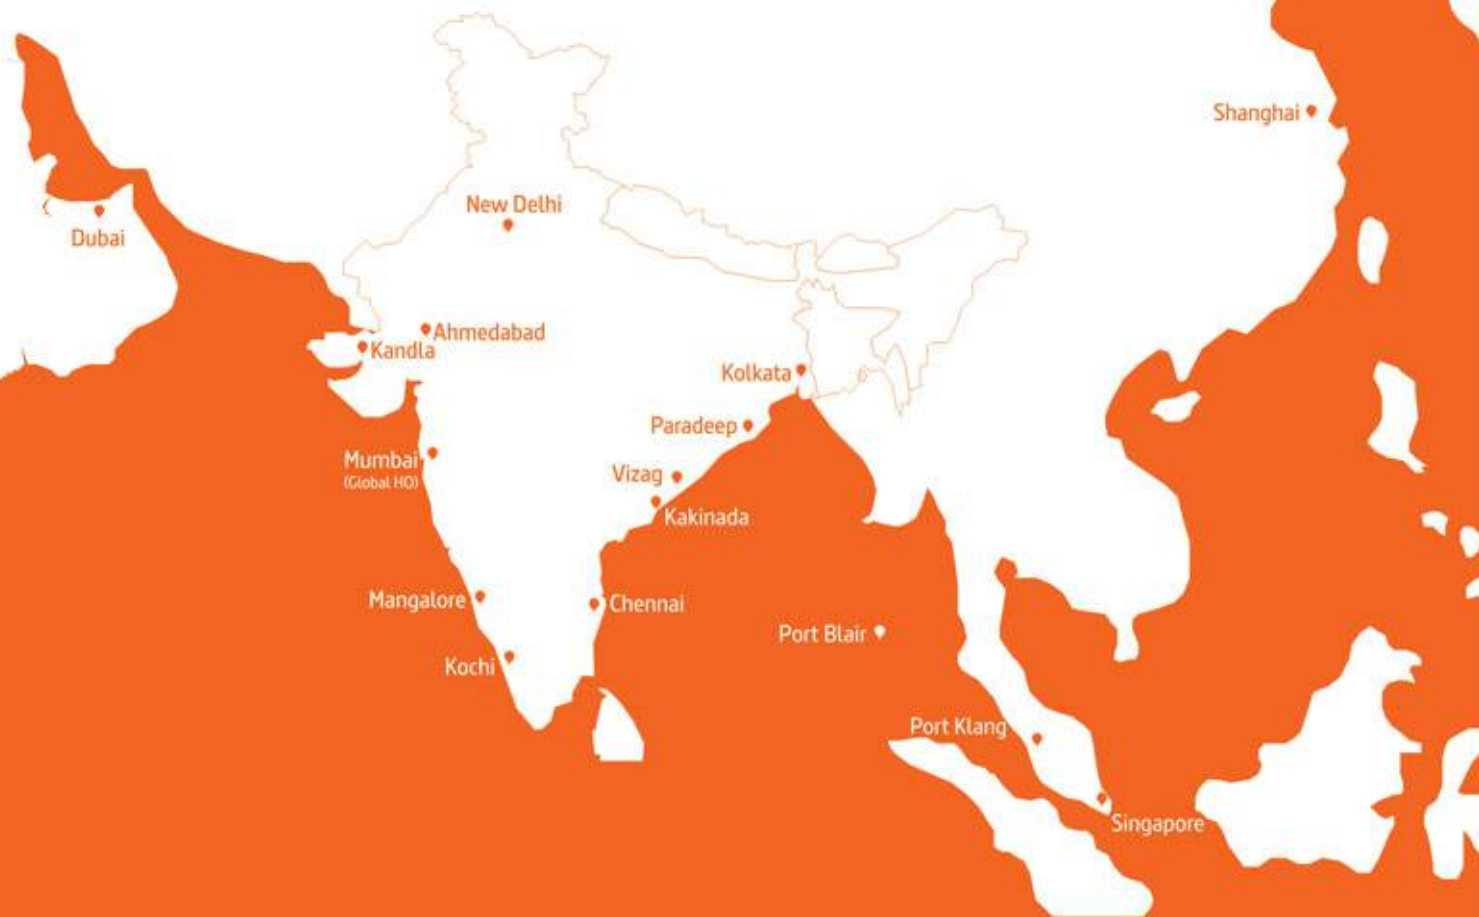 Shanghai
New Delhi
Dubai
Ahmedabad
Kandla
Kolkata
Paradeep
Mumbai
(Global HO)
Vizag
Kakinada
Mangalore
Chennai
Port Blair
Kochi
Port Klang
Singapore